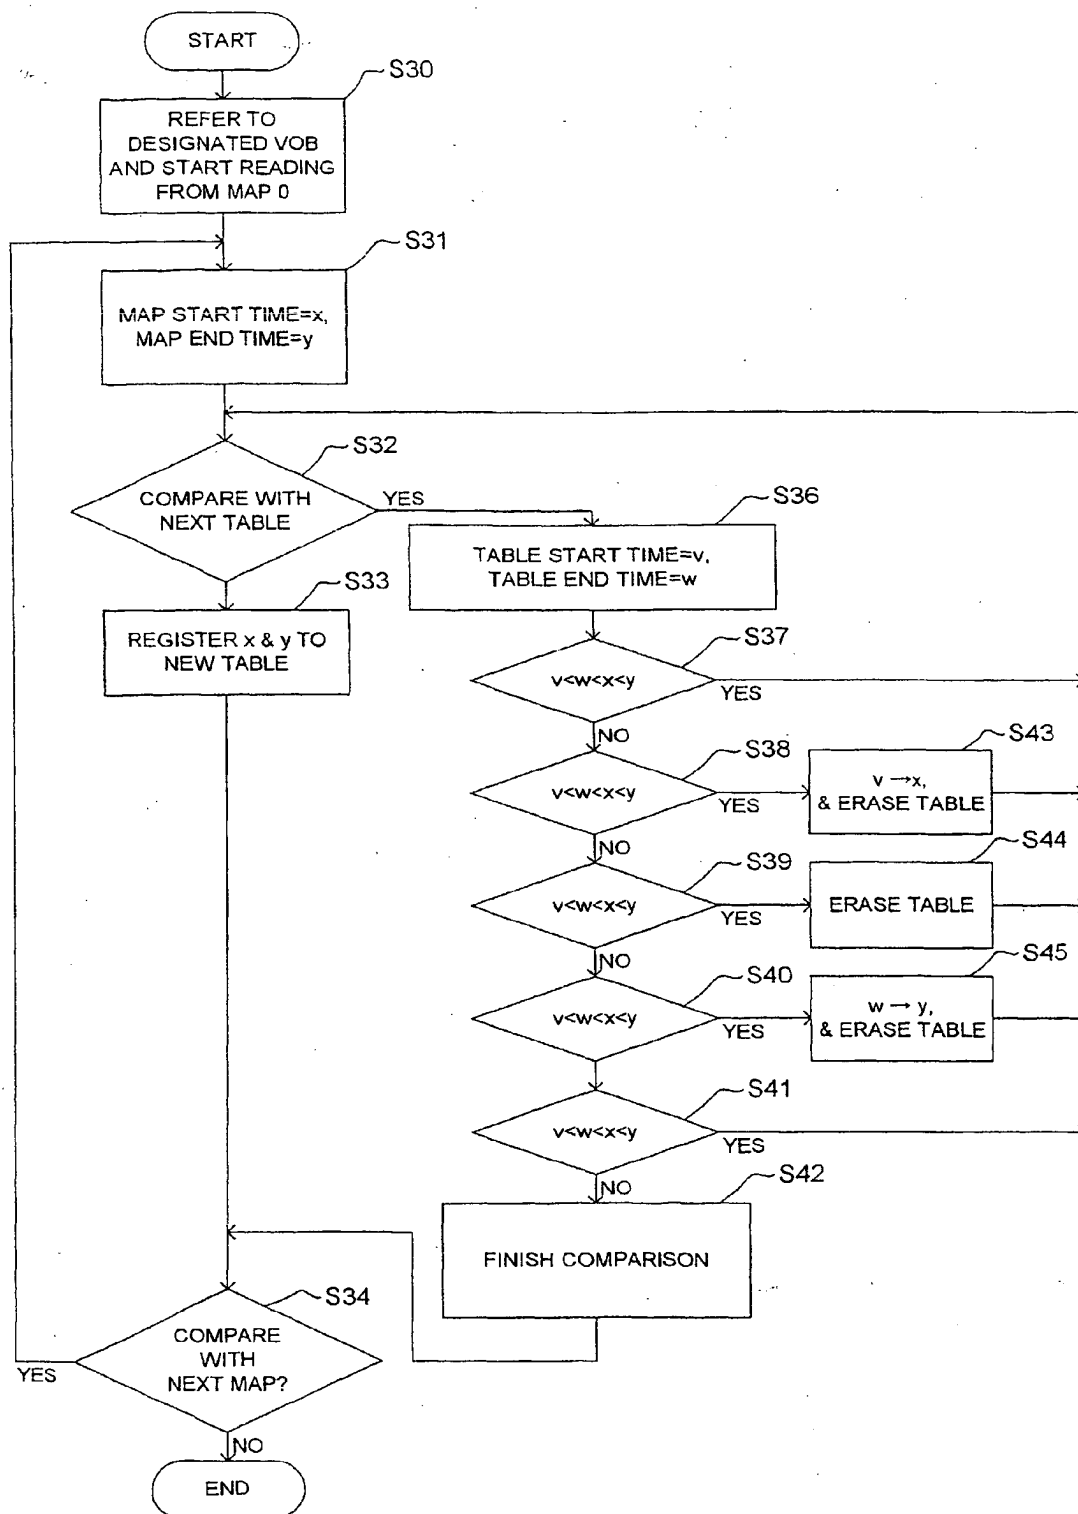 START
S30
REFER TO
DESIGNATED VOB
AND START READING
FROM MAP 0
S31
MAP START TIME=x,
MAP END TIME=y
S32
COMPARE WITH
NEXT TABLE
YES
S36
TABLE START TIME=v,
TABLE END TIME=w
S33
REGISTER x & y TO
NEW TABLE
S37
v<w<x<y
YES
NO
S38
v<w<x<y
YES
S43
v→x,
& ERASE TABLE
NO
S39
v<w<x<y
YES
S44
ERASE TABLE
NO
S40
v<w<x<y
YES
S45
w→y,
& ERASE TABLE
S41
v<w<x<y
YES
NO
S42
FINISH COMPARISON
S34
COMPARE
WITH
NEXT MAP?
YES
NO
END